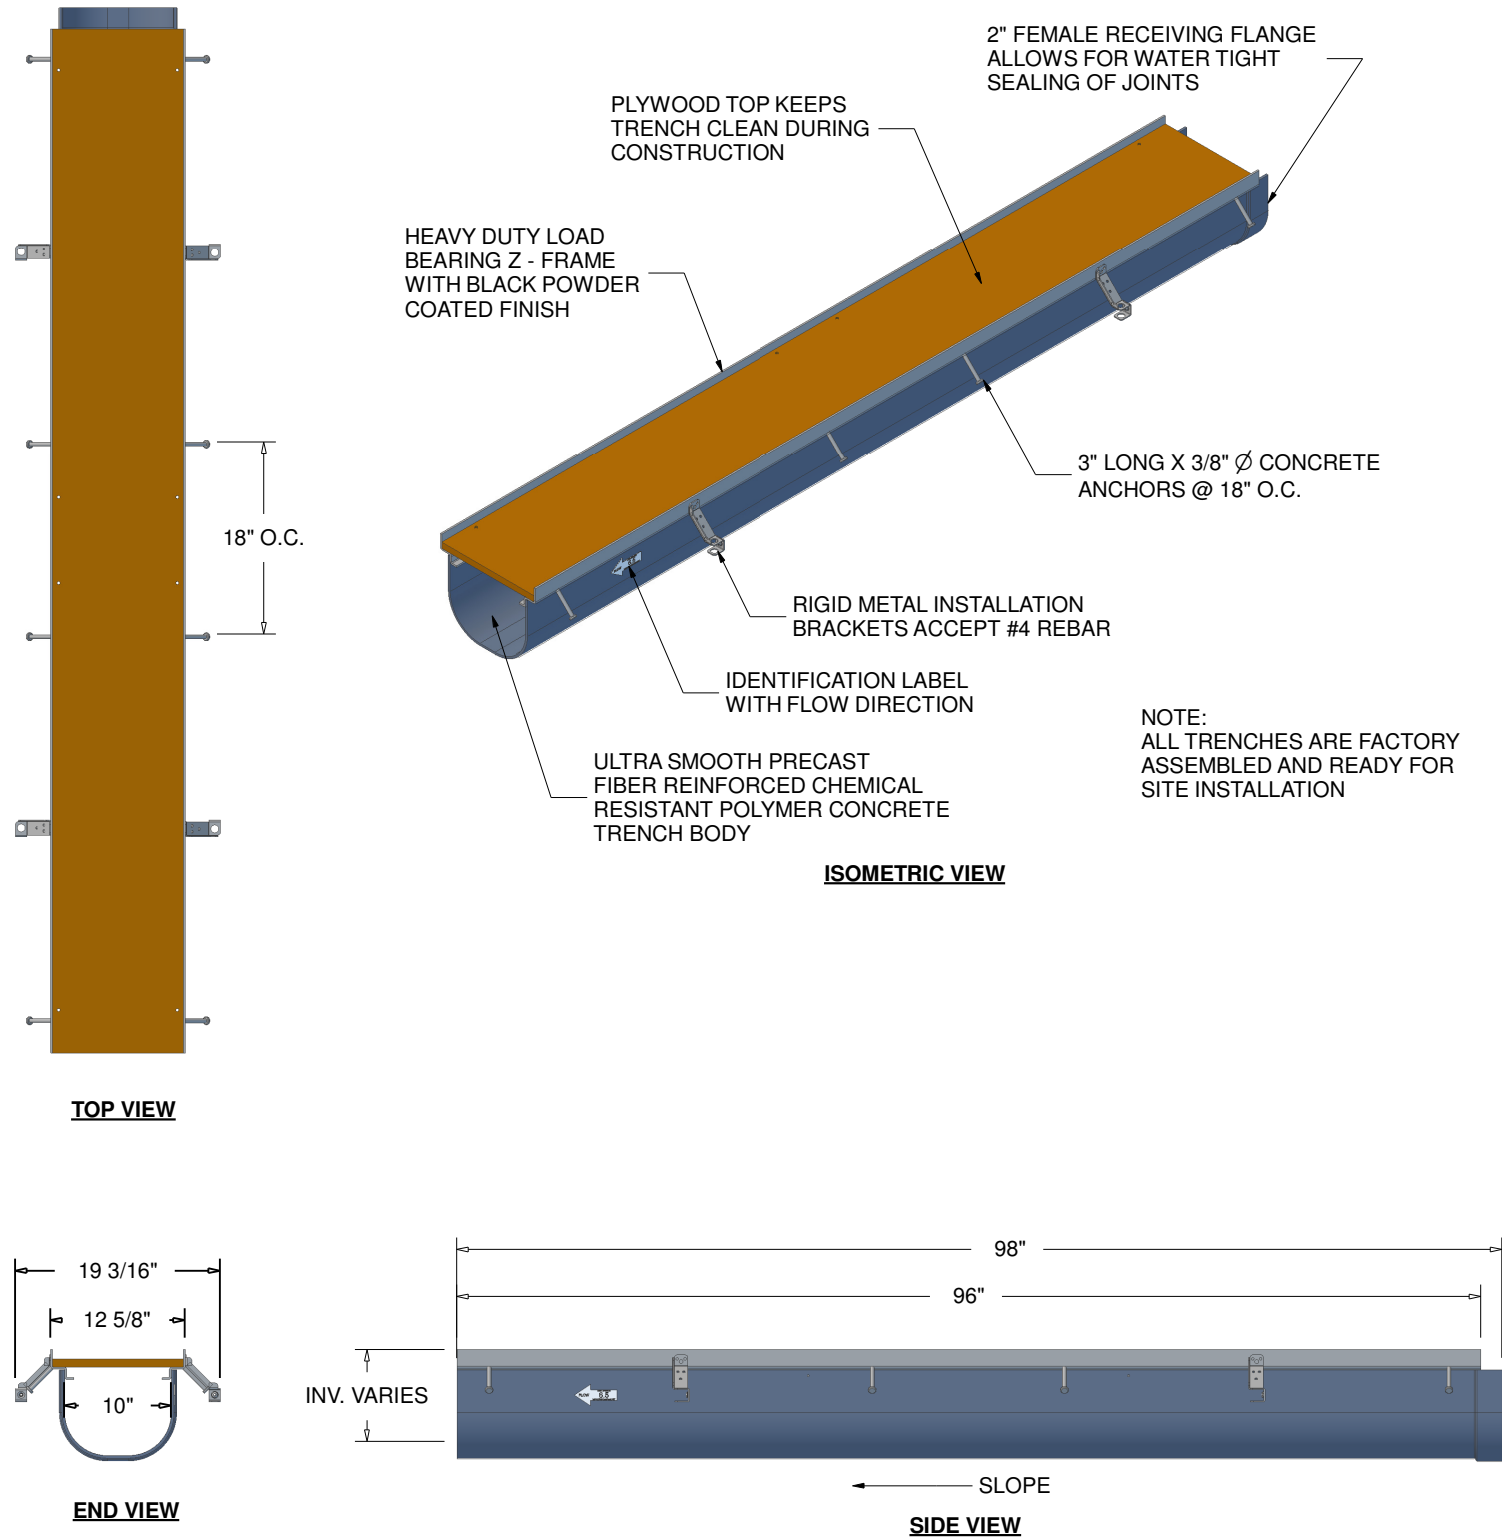 2" FEMALE RECEIVING FLANGE
ALLOWS FOR WATER TIGHT
SEALING OF JOINTS
PLYWOOD TOP KEEPS
TRENCH CLEAN DURING
CONSTRUCTION
HEAVY DUTY LOAD
BEARING Z - FRAME
WITH BLACK POWDER
COATED FINISH
3" LONG X 3/8" Ø CONCRETE
ANCHORS @ 18" O.C.
18" O.C.
RIGID METAL INSTALLATION
BRACKETS ACCEPT #4 REBAR
IDENTIFICATION LABEL
WITH FLOW DIRECTION
NOTE:
ALL TRENCHES ARE FACTORY
ASSEMBLED AND READY FOR
SITE INSTALLATION
ULTRA SMOOTH PRECAST
FIBER REINFORCED CHEMICAL
RESISTANT POLYMER CONCRETE
TRENCH BODY
ISOMETRIC VIEW
TOP VIEW
19 3/16"
12 5/8"
10"
END VIEW
98"
96"
INV. VARIES
FLOW
SLOPE
SIDE VIEW